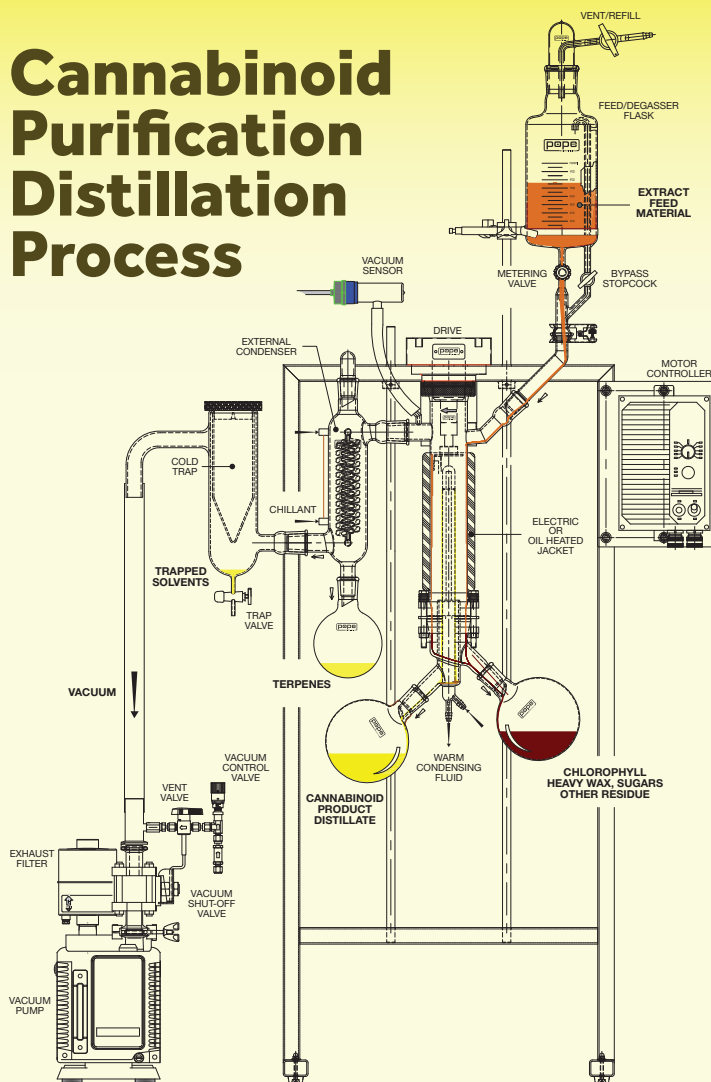 Cannabinoid
Purification
Distillation
Process
VENT/REFILL
FEED/DEGASSER
FLASK
pope
EXTRACT
FEED
MATERIAL
VACUUM
SENSOR
METERING
VALVE
BYPASS
STOPCOCK
DRIVE
pope
EXTERNAL
CONDENSER
MOTOR
CONTROLLER
COLD
TRAP
CHILLANT
ELECTRIC
OR
OIL HEATED
JACKET
TRAPPED
SOLVENTS
TRAP
VALVE
pope
TERPENES
VACUUM
pope
pope
WARM
CONDENSING
FLUID
CANNABINOID
PRODUCT
DISTILLATE
CHLOROPHYLL
HEAVY WAX, SUGARS
OTHER RESIDUE
VACUUM
CONTROL
VALVE
VENT
VALVE
EXHAUST
FILTER
VACUUM
SHUT-OFF
VALVE
VACUUM
PUMP